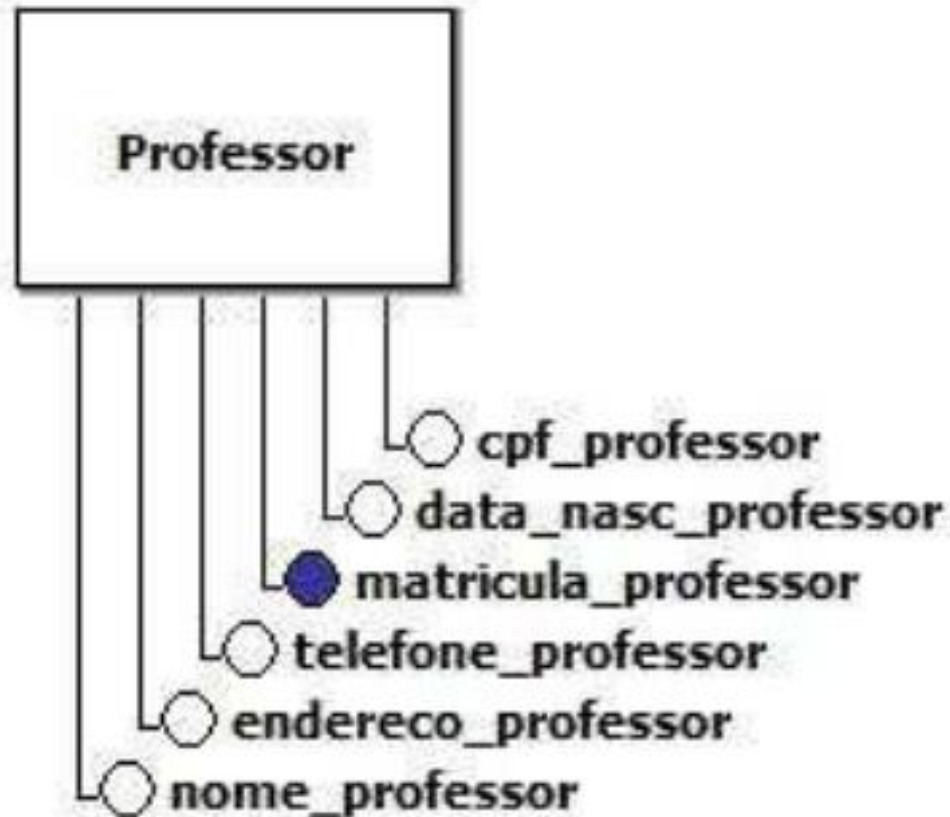 Professor
cpf_professor
data_nasc_professor
matricula_professor
telefone_professor
endereco_professor
nome_professor